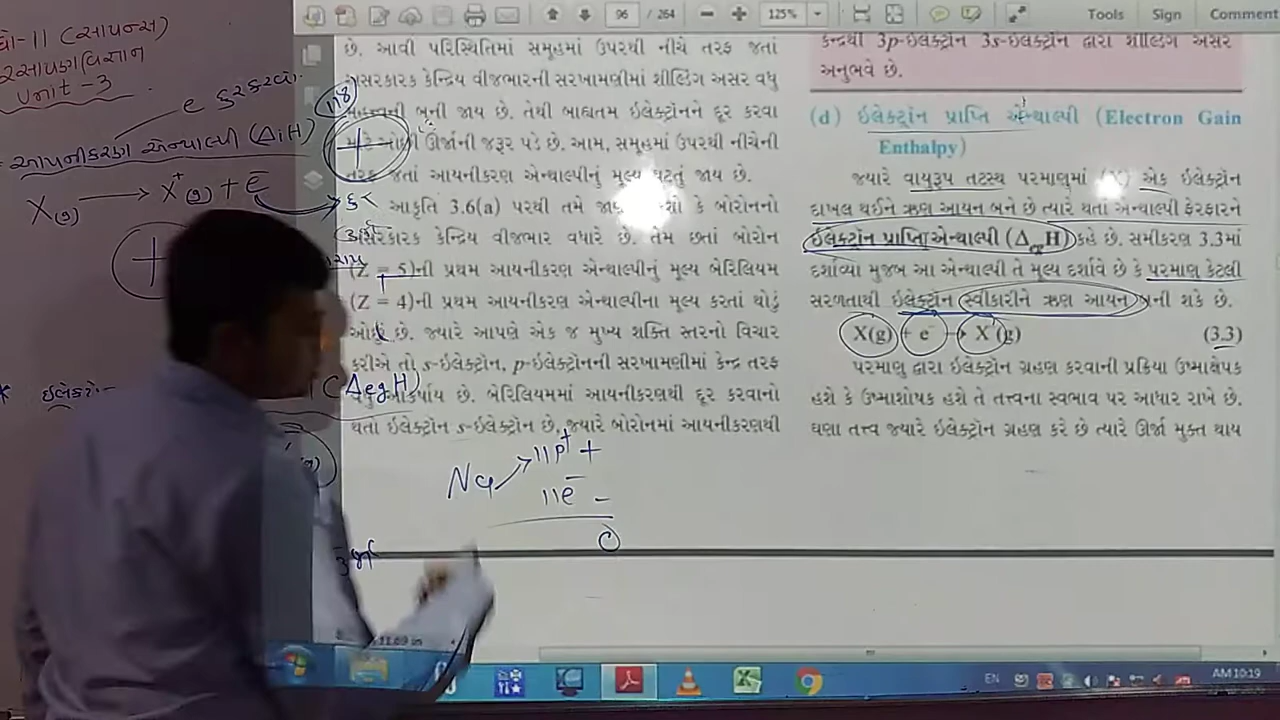 96 / 264
125%
Tools Sign Comment
ધો-11 (સાયન્સ)
રસાયણવિજ્ઞાન
Unit - 3
e દૂર કરવો
આયનીકરણ એન્થાલ્પી (ΔiH)
X(g) → X⁺(g) + e⁻
* ઇલેક્ટ્રો:-
(ΔegH)
છે. આવી પરિસ્થિતિમાં સમૂહમાં ઉપરથી નીચે તરફ જતાં
અસરકારક કેન્દ્રિય વીજભારની સરખામણીમાં શીલ્ડિંગ અસર વધુ
મહત્ત્વની બની જાય છે. તેથી બાહ્યતમ ઇલેક્ટ્રૉનને દૂર કરવા
માટે ઓછી ઊર્જાની જરૂર પડે છે. આમ, સમૂહમાં ઉપરથી નીચેની
તરફ જતાં આયનીકરણ એન્થાલ્પીનું મૂલ્ય ઘટતું જાય છે.
આકૃતિ 3.6(a) પરથી તમે કે બોરોનનો
અસરકારક કેન્દ્રિય વીજભાર વધારે છે. તેમ છતાં બોરોન
(Z = 5)ની પ્રથમ આયનીકરણ એન્થાલ્પીનું મૂલ્ય બેરિલિયમ
(Z = 4)ની પ્રથમ આયનીકરણ એન્થાલ્પીના મૂલ્ય કરતાં થોડું
ઓછું છે. જ્યારે આપણે એક જ મુખ્ય શક્તિ સ્તરનો વિચાર
કરીએ તો s-ઇલેક્ટ્રૉન, p-ઇલેક્ટ્રૉનની સરખામણીમાં કેન્દ્ર તરફ
આકર્ષાય છે. બેરિલિયમમાં આયનીકરણથી દૂર કરવાનો
થતો ઇલેક્ટ્રૉન s-ઇલેક્ટ્રૉન છે, જ્યારે બોરોનમાં આયનીકરણથી
Na → 11p⁺ +
11e⁻ -
0
કેન્દ્રથી 3p-ઇલેક્ટ્રૉન 3s-ઇલેક્ટ્રૉન દ્વારા શીલ્ડિંગ અસર
અનુભવે છે.
(d) ઇલેક્ટ્રૉન પ્રાપ્તિ એન્થાલ્પી (Electron Gain
Enthalpy)
જ્યારે વાયુરૂપ તટસ્થ પરમાણુમાં (X) એક ઇલેક્ટ્રૉન
દાખલ થઈને ઋણ આયન બને છે ત્યારે થતાં એન્થાલ્પી ફેરફારને
ઇલેક્ટ્રૉન પ્રાપ્તિ એન્થાલ્પી (ΔegH) કહે છે. સમીકરણ 3.3માં
દર્શાવ્યા મુજબ આ એન્થાલ્પી તે મૂલ્ય દર્શાવે છે કે પરમાણુ કેટલી
સરળતાથી ઇલેક્ટ્રૉન સ્વીકારીને ઋણ આયન બની શકે છે.
X(g) + e⁻ → X⁻(g) (3.3)
પરમાણુ દ્વારા ઇલેક્ટ્રૉન ગ્રહણ કરવાની પ્રક્રિયા ઉષ્માક્ષેપક
હશે કે ઉષ્માશોષક હશે તે તત્ત્વના સ્વભાવ પર આધાર રાખે છે.
ઘણા તત્ત્વ જ્યારે ઇલેક્ટ્રૉન ગ્રહણ કરે છે ત્યારે ઊર્જા મુક્ત થાય
EN
AM 10:19